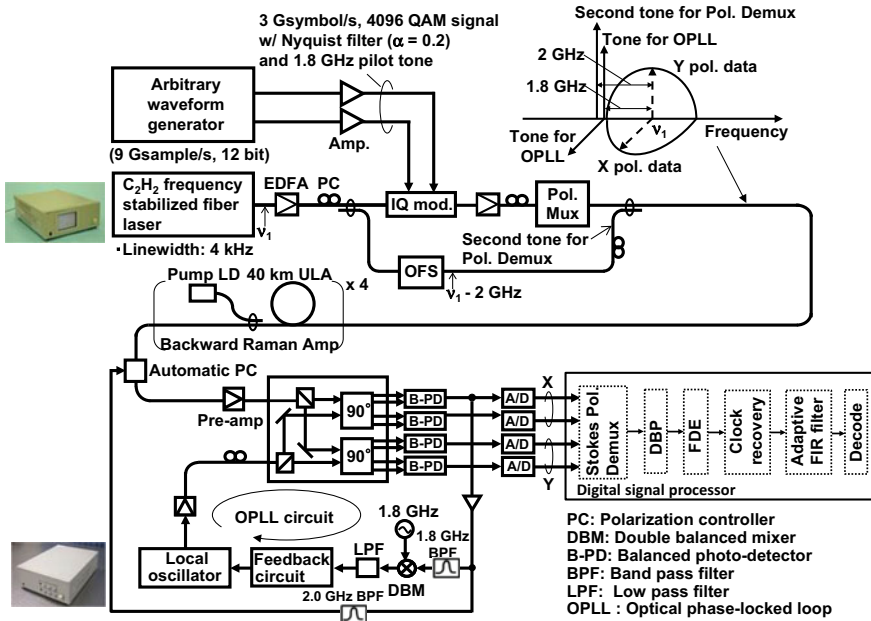 3 Gsymbol/s, 4096 QAM signal
w/ Nyquist filter (α = 0.2)
and 1.8 GHz pilot tone
Second tone for Pol. Demux
Tone for OPLL
2 GHz
Y pol. data
1.8 GHz
ν1
Frequency
Tone for
OPLL
X pol. data
Arbitrary
waveform
generator
Amp.
(9 Gsample/s, 12 bit)
C2H2 frequency
stabilized fiber
laser
EDFA
PC
ν1
IQ mod.
Pol.
Mux
・Linewidth: 4 kHz
Second tone for
Pol. Demux
OFS
ν1 - 2 GHz
Pump LD
40 km ULA
x 4
Backward Raman Amp
Automatic PC
Pre-amp
90°
90°
B-PD
B-PD
B-PD
B-PD
A/D
A/D
A/D
A/D
X
Y
Stokes Pol.
Demux
DBP
FDE
Clock
recovery
Adaptive
FIR filter
Decode
Digital signal processor
OPLL circuit
1.8 GHz
1.8 GHz
BPF
LPF
DBM
Local
oscillator
Feedback
circuit
2.0 GHz BPF
PC: Polarization controller
DBM: Double balanced mixer
B-PD: Balanced photo-detector
BPF: Band pass filter
LPF: Low pass filter
OPLL : Optical phase-locked loop